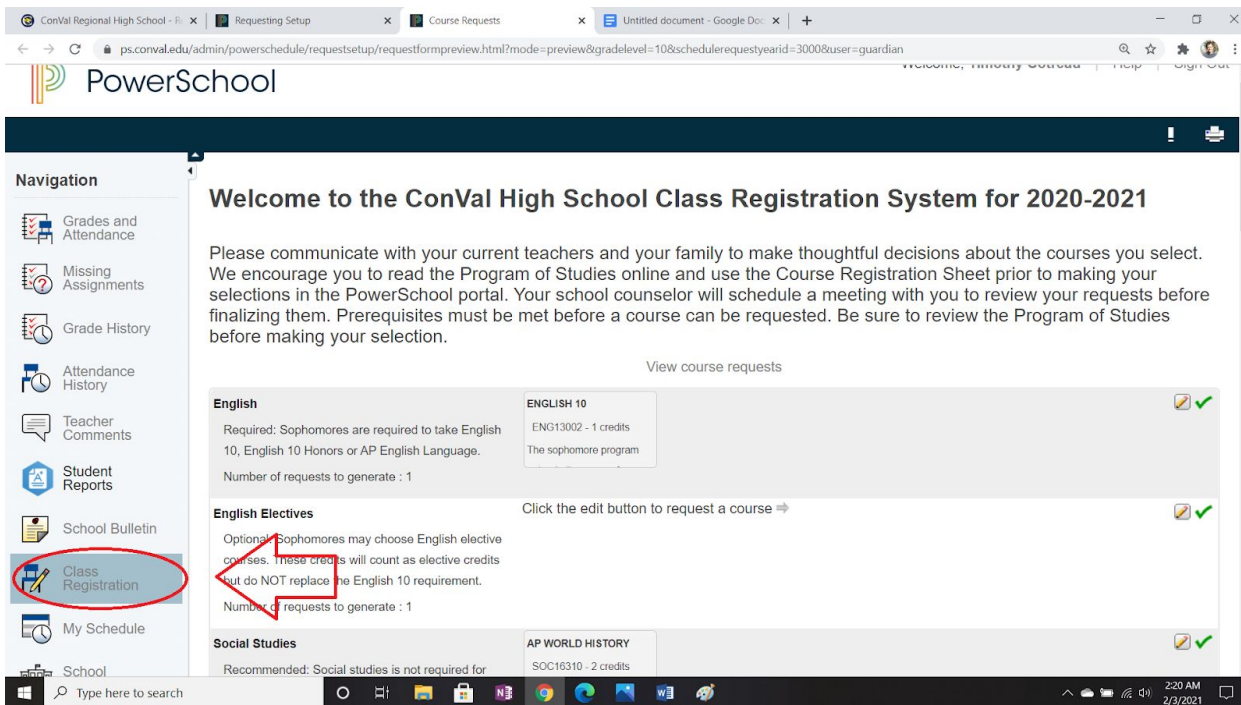 ConVal Regional High School - R
Requesting Setup
Course Requests
Untitled document - Google Doc
ps.conval.edu/admin/powerschedule/requestsetup/requestformpreview.html?mode=preview&gradelevel=10&schedulerequestyearid=3000&user=guardian
PowerSchool
Welcome, Timothy Cotreau | Help | Sign Out
Navigation
Grades and
Attendance
Missing
Assignments
Grade History
Attendance
History
Teacher
Comments
Student
Reports
School Bulletin
Class
Registration
My Schedule
School
Welcome to the ConVal High School Class Registration System for 2020-2021
Please communicate with your current teachers and your family to make thoughtful decisions about the courses you select.
We encourage you to read the Program of Studies online and use the Course Registration Sheet prior to making your
selections in the PowerSchool portal. Your school counselor will schedule a meeting with you to review your requests before
finalizing them. Prerequisites must be met before a course can be requested. Be sure to review the Program of Studies
before making your selection.
View course requests
English
Required: Sophomores are required to take English
10, English 10 Honors or AP English Language.
Number of requests to generate : 1
ENGLISH 10
ENG13002 - 1 credits
The sophomore program
English Electives
Optional: Sophomores may choose English elective
courses. These credits will count as elective credits
but do NOT replace the English 10 requirement.
Number of requests to generate : 1
Click the edit button to request a course
Social Studies
Recommended: Social studies is not required for
AP WORLD HISTORY
SOC16310 - 2 credits
Type here to search
2:20 AM
2/3/2021